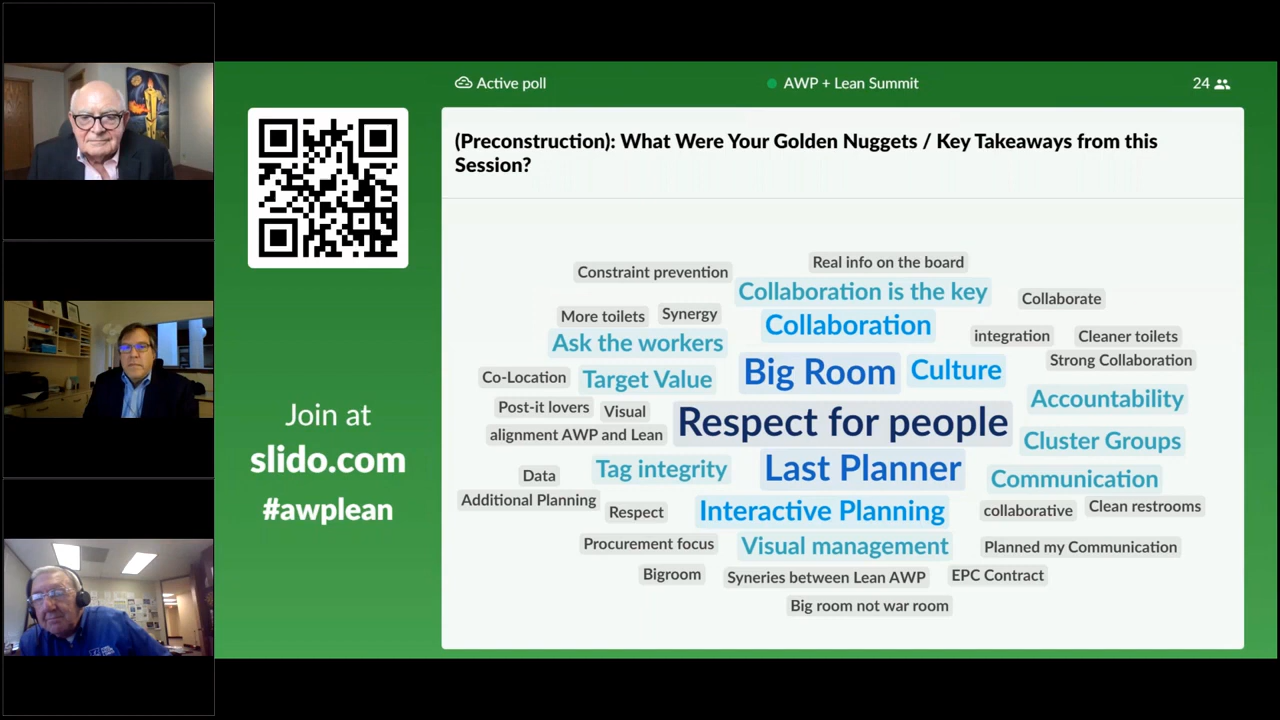 Active poll
AWP + Lean Summit
24
(Preconstruction): What Were Your Golden Nuggets / Key Takeaways from this
Session?
Join at
slido.com
#awplean
Real info on the board
Constraint prevention
Collaboration is the key
Collaborate
More toilets
Synergy
Collaboration
integration
Cleaner toilets
Ask the workers
Strong Collaboration
Co-Location
Target Value
Big Room
Culture
Accountability
Post-it lovers
Visual
Respect for people
alignment AWP and Lean
Cluster Groups
Data
Tag integrity
Last Planner
Communication
Additional Planning
Respect
Interactive Planning
collaborative
Clean restrooms
Procurement focus
Visual management
Planned my Communication
Bigroom
Syneries between Lean AWP
EPC Contract
Big room not war room